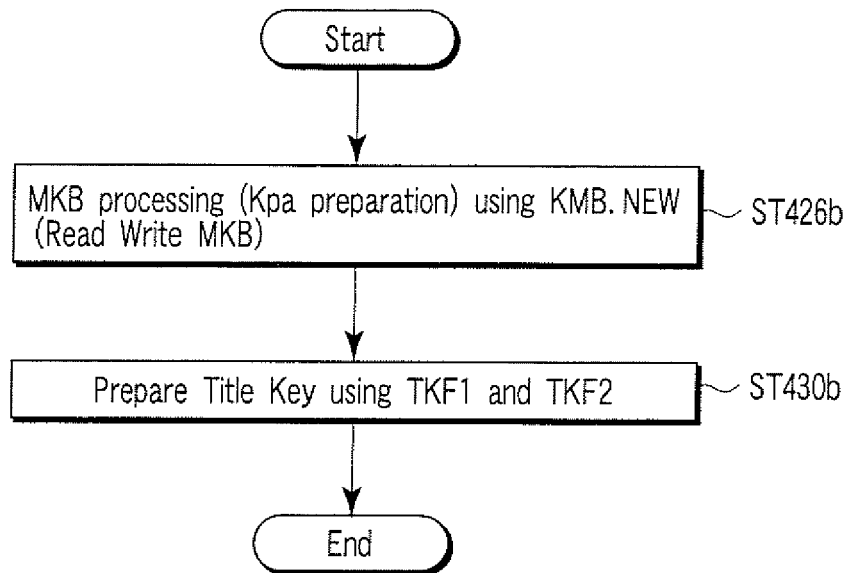 Start
MKB processing (Kpa preparation) using KMB. NEW
(Read Write MKB)
ST426b
Prepare Title Key using TKF1 and TKF2
ST430b
End